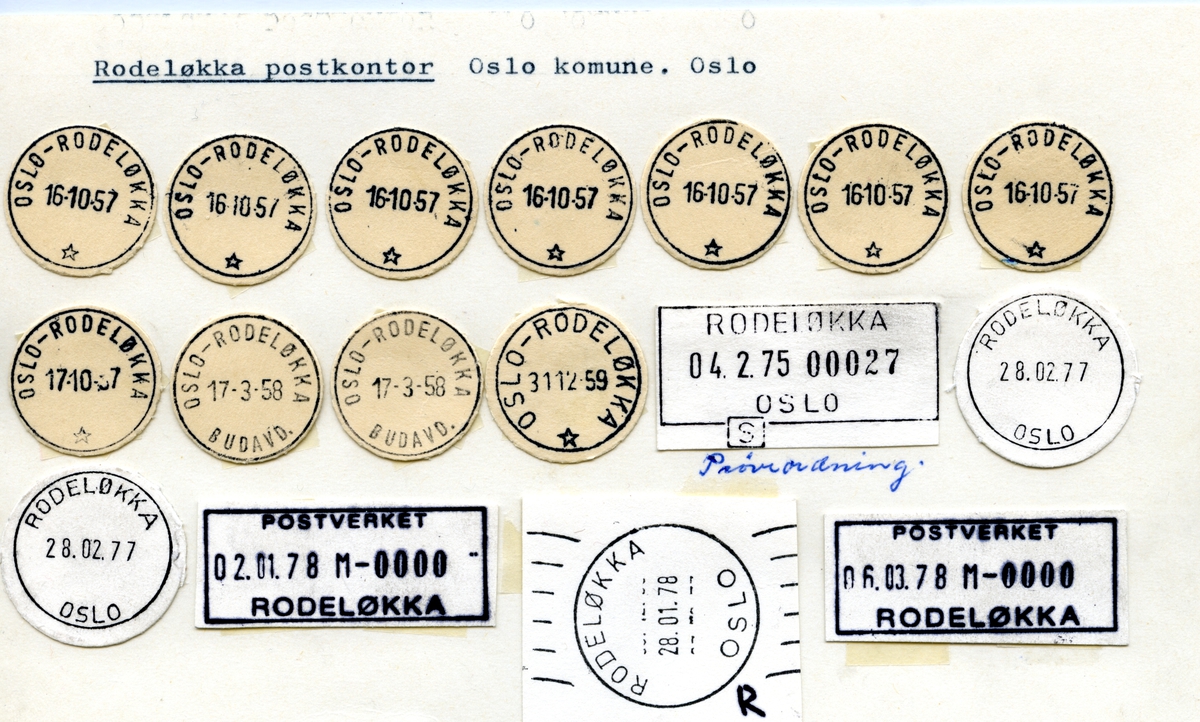 Rodeløkka postkontor Oslo komune. Oslo
OSLO-RODELØKKA
16-10-57
OSLO-RODELØKKA
16-10-57
OSLO-RODELØKKA
16-10-57
OSLO-RODELØKKA
16-10-57
OSLO-RODELØKKA
16-10-57
OSLO-RODELØKKA
16-10-57
OSLO-RODELØKKA
16-10-57
OSLO-RODELØKKA
17-10-57
OSLO-RODELØKKA
17-3-58
BUDAVD.
OSLO-RODELØKKA
17-3-58
BUDAVD.
OSLO-RODELØKKA
3112-59
RODELØKKA
04.2.75 00027
OSLO
S
Prøveordning.
RODELØKKA
28.02.77
OSLO
RODELØKKA
28.02.77
OSLO
POSTVERKET
02.01.78 M-0000
RODELØKKA
RODELØKKA
28.01.78
OSLO
R
POSTVERKET
06.03.78 M-0000
RODELØKKA